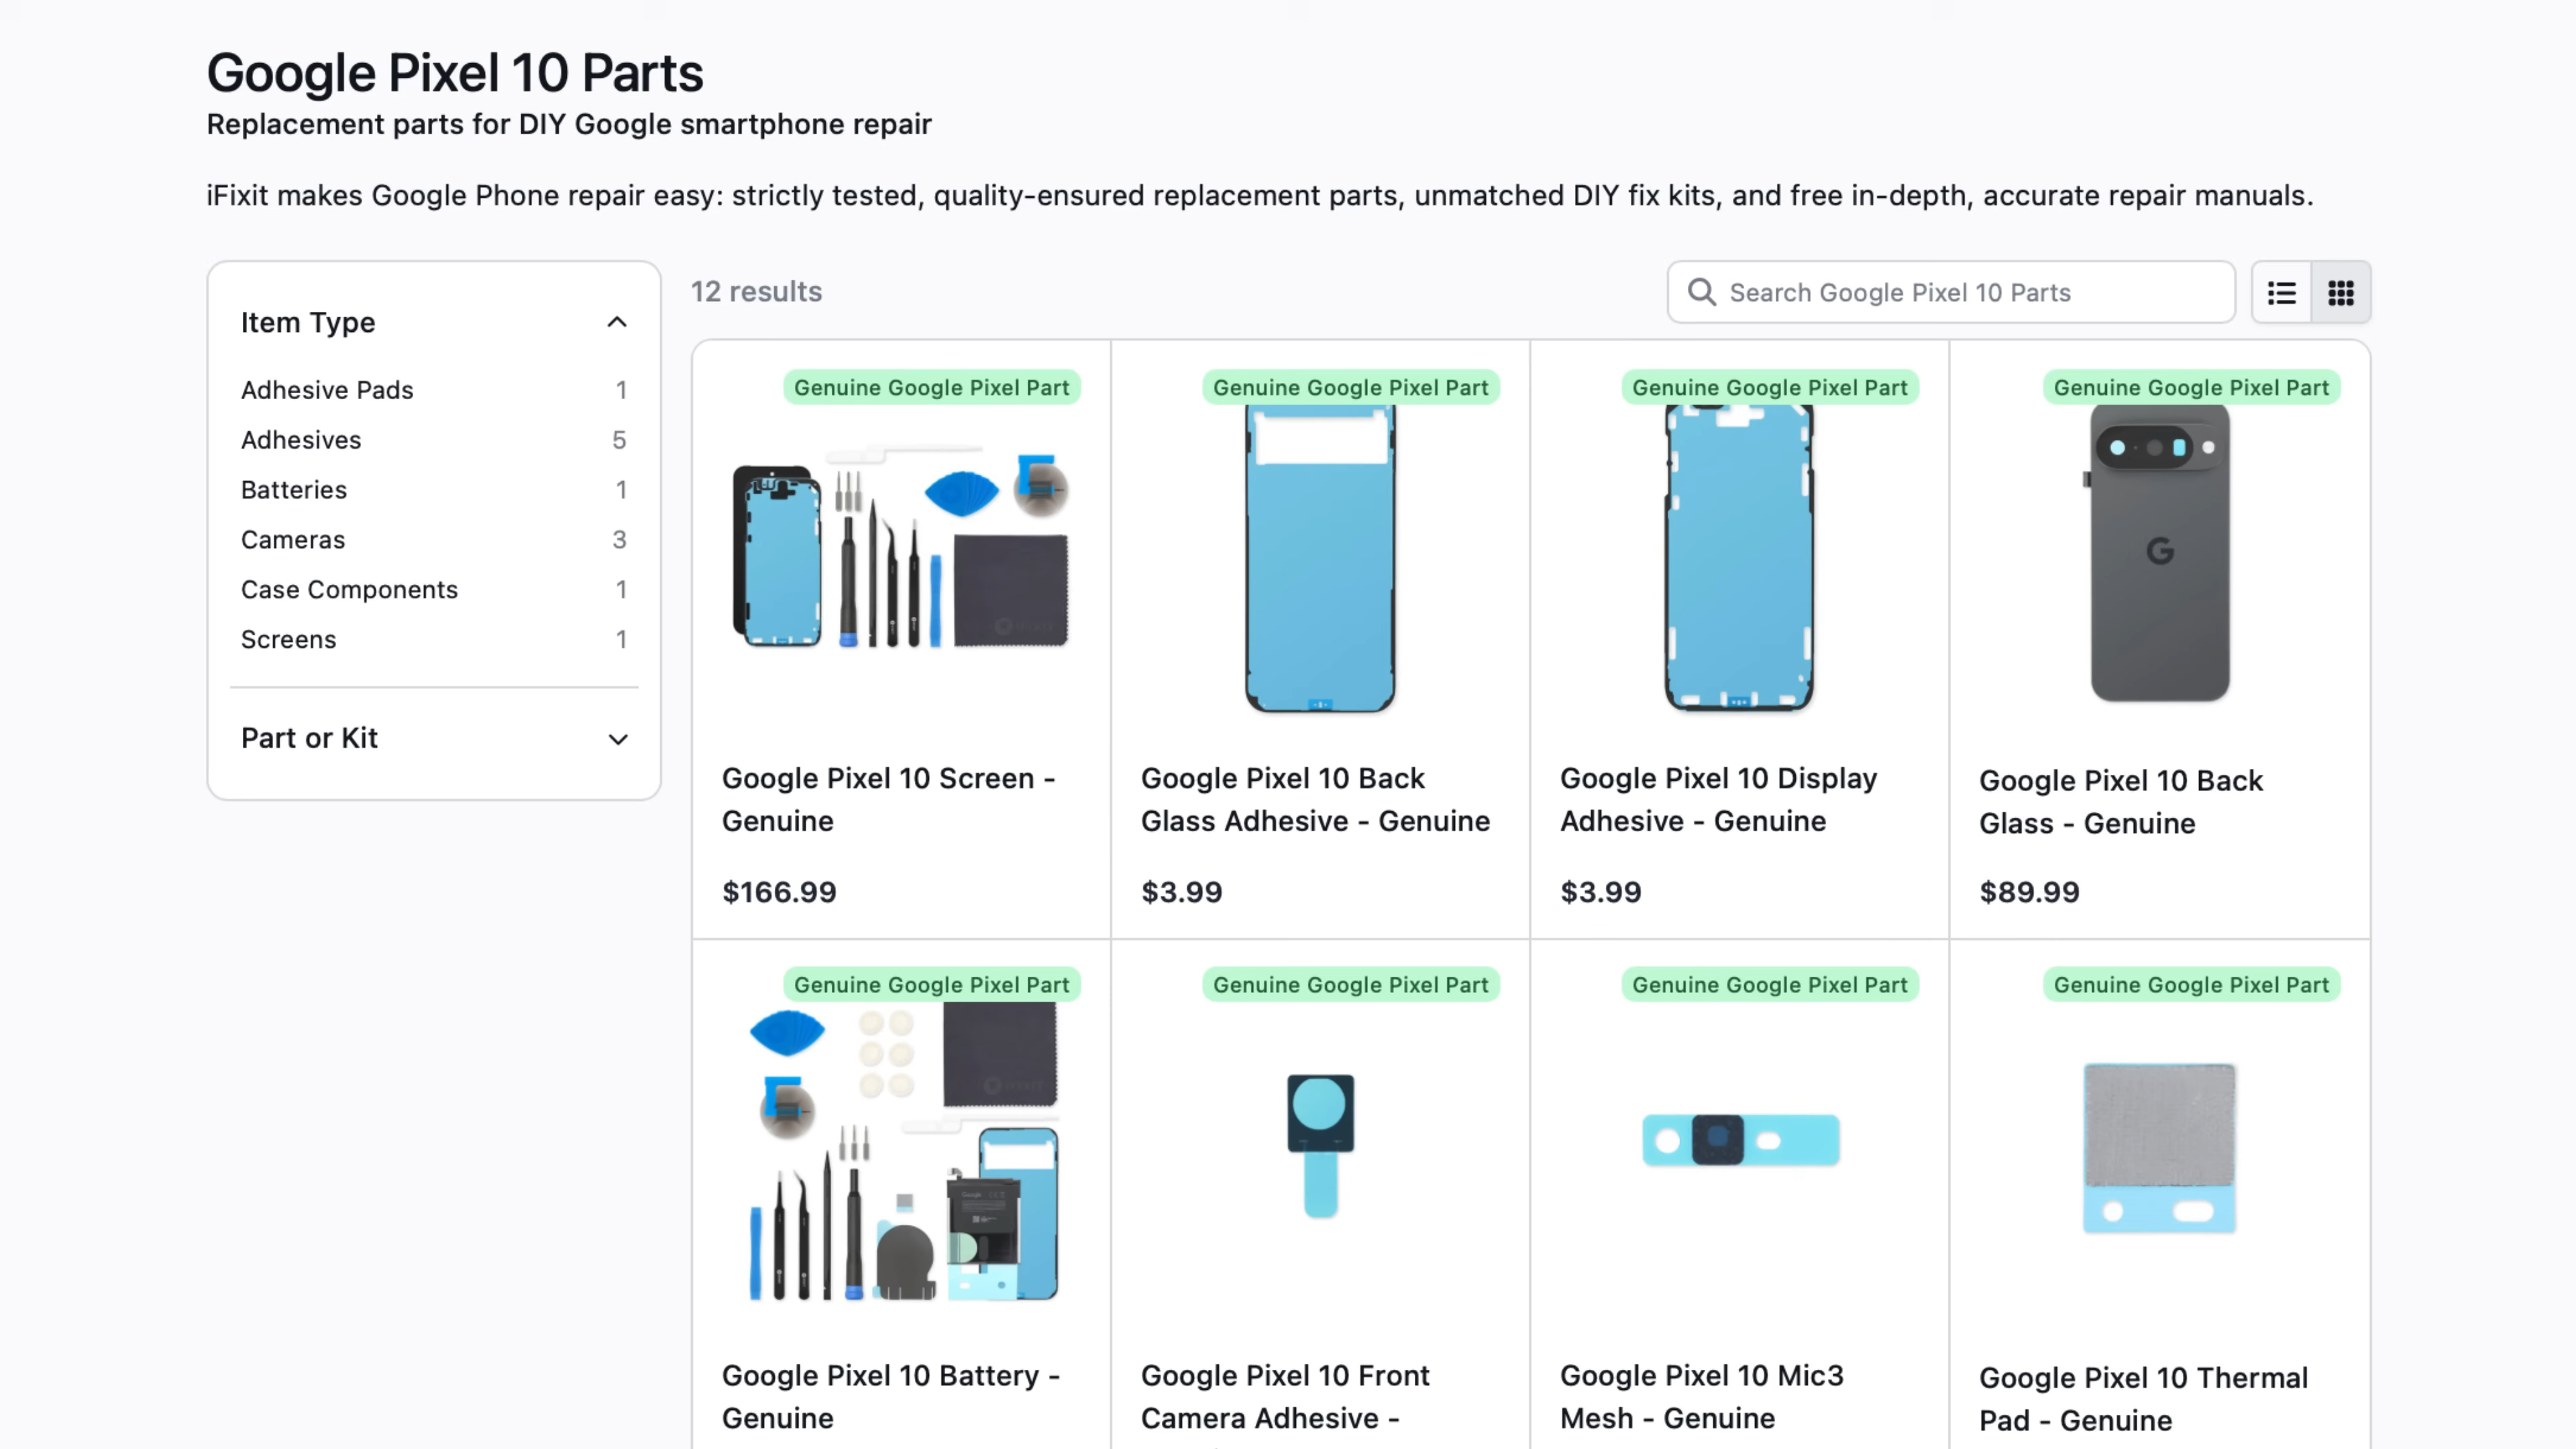 Google Pixel 10 Parts
Replacement parts for DIY Google smartphone repair
iFixit makes Google Phone repair easy: strictly tested, quality-ensured replacement parts, unmatched DIY fix kits, and free in-depth, accurate repair manuals.
Item Type
Adhesive Pads 1
Adhesives 5
Batteries 1
Cameras 3
Case Components 1
Screens 1
Part or Kit
12 results
Search Google Pixel 10 Parts
Genuine Google Pixel Part
Google Pixel 10 Screen -
Genuine
$166.99
Genuine Google Pixel Part
Google Pixel 10 Back
Glass Adhesive - Genuine
$3.99
Genuine Google Pixel Part
Google Pixel 10 Display
Adhesive - Genuine
$3.99
Genuine Google Pixel Part
G
Google Pixel 10 Back
Glass - Genuine
$89.99
Genuine Google Pixel Part
Google
Google Pixel 10 Battery -
Genuine
Genuine Google Pixel Part
Google Pixel 10 Front
Camera Adhesive -
Genuine Google Pixel Part
Google Pixel 10 Mic3
Mesh - Genuine
Genuine Google Pixel Part
Google Pixel 10 Thermal
Pad - Genuine